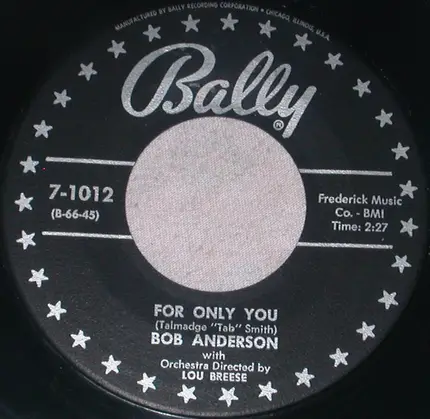 MANUFACTURED BY BALLY RECORDING CORPORATION • CHICAGO, ILLINOIS, U.S.A.
Bally®
7-1012
(B-66-45)
Frederick Music
Co. - BMI
Time: 2:27
FOR ONLY YOU
(Talmadge "Tab" Smith)
BOB ANDERSON
with
Orchestra Directed by
LOU BREESE